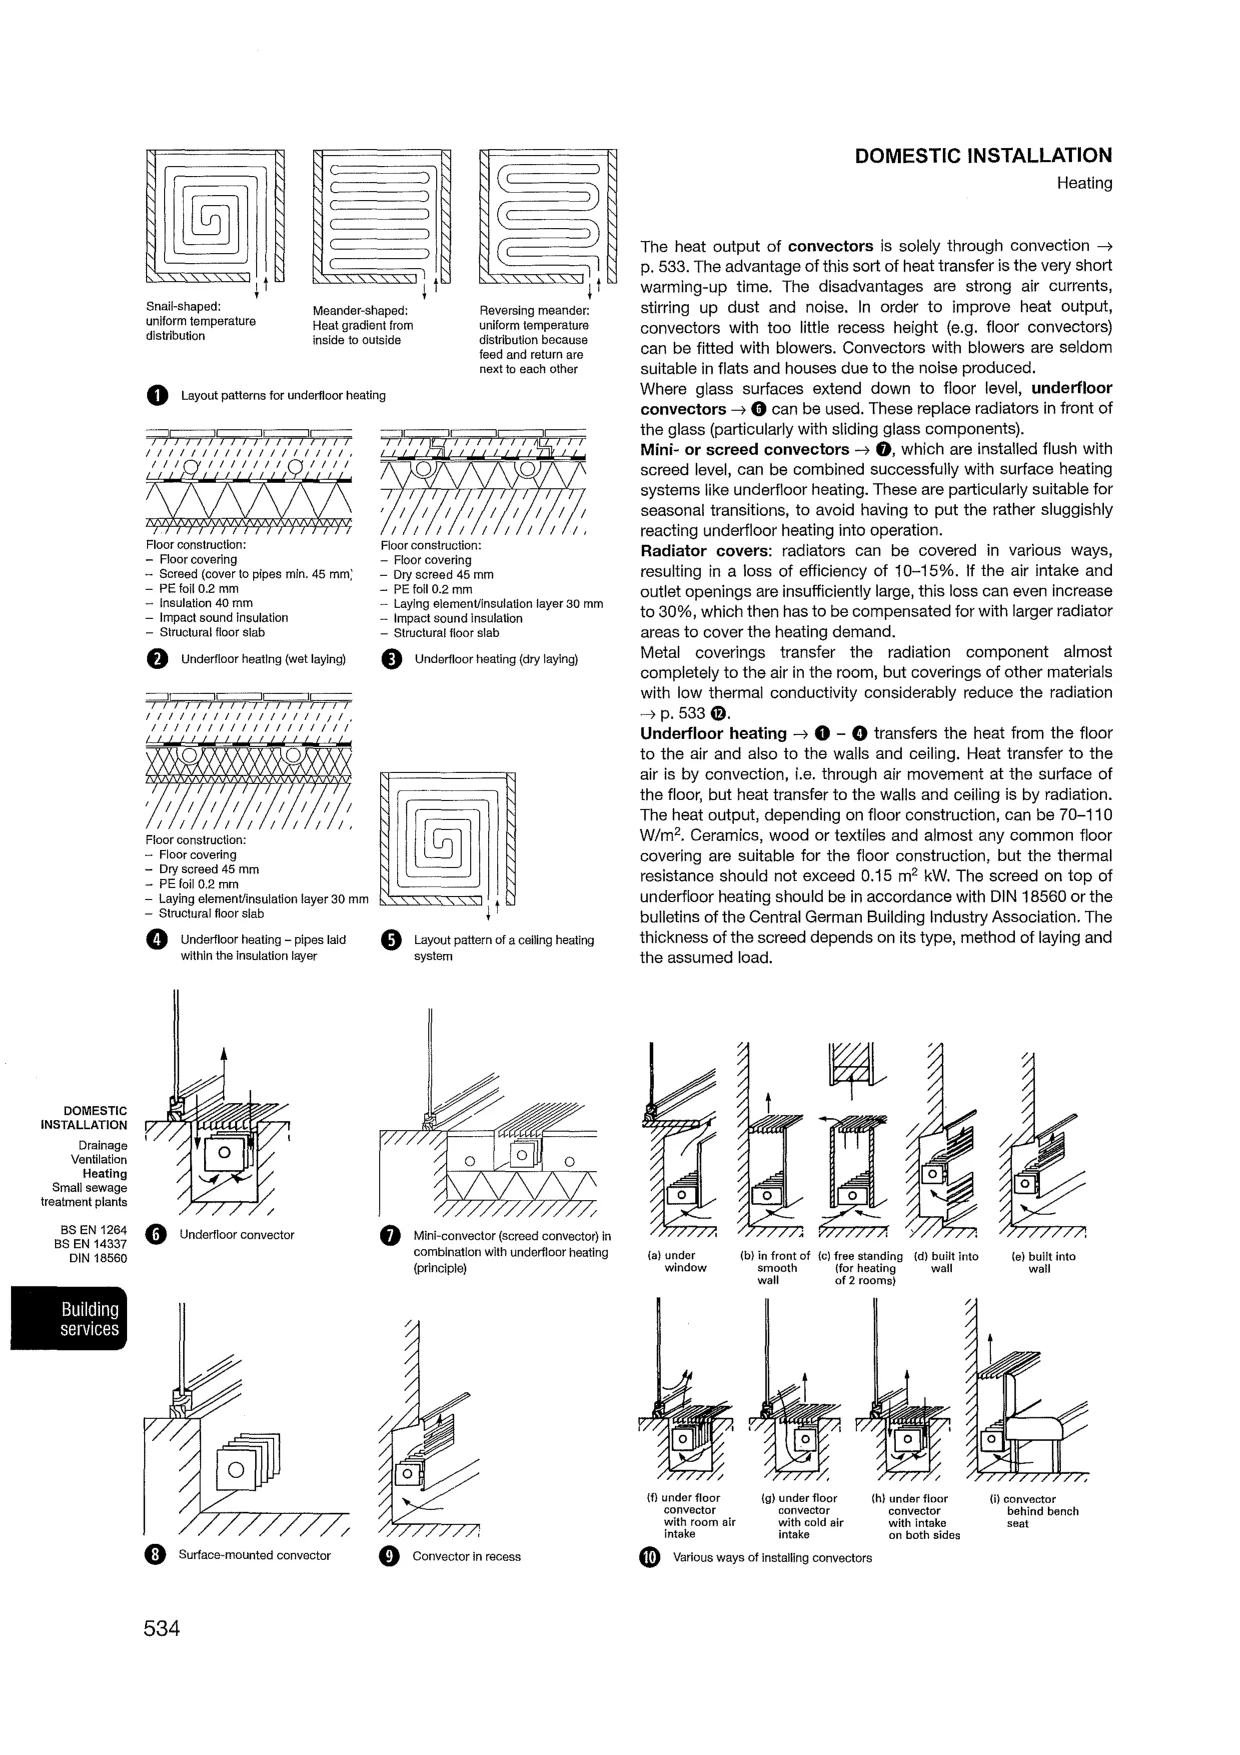 DOMESTIC INSTALLATION
Heating
Snail-shaped:
uniform temperature
distribution
Meander-shaped:
Heat gradient from
inside to outside
Reversing meander:
uniform temperature
distribution because
feed and return are
next to each other
1 Layout patterns for underfloor heating
Floor construction:
– Floor covering
– Screed (cover to pipes min. 45 mm)
– PE foil 0.2 mm
– Insulation 40 mm
– Impact sound insulation
– Structural floor slab
2 Underfloor heating (wet laying)
Floor construction:
– Floor covering
– Dry screed 45 mm
– PE foil 0.2 mm
– Laying element/insulation layer 30 mm
– Impact sound insulation
– Structural floor slab
3 Underfloor heating (dry laying)
Floor construction:
– Floor covering
– Dry screed 45 mm
– PE foil 0.2 mm
– Laying element/insulation layer 30 mm
– Structural floor slab
4 Underfloor heating – pipes laid
within the insulation layer
5 Layout pattern of a ceiling heating
system
The heat output of convectors is solely through convection →
p. 533. The advantage of this sort of heat transfer is the very short
warming-up time. The disadvantages are strong air currents,
stirring up dust and noise. In order to improve heat output,
convectors with too little recess height (e.g. floor convectors)
can be fitted with blowers. Convectors with blowers are seldom
suitable in flats and houses due to the noise produced.
Where glass surfaces extend down to floor level, underfloor
convectors → 6 can be used. These replace radiators in front of
the glass (particularly with sliding glass components).
Mini- or screed convectors → 7, which are installed flush with
screed level, can be combined successfully with surface heating
systems like underfloor heating. These are particularly suitable for
seasonal transitions, to avoid having to put the rather sluggishly
reacting underfloor heating into operation.
Radiator covers: radiators can be covered in various ways,
resulting in a loss of efficiency of 10–15%. If the air intake and
outlet openings are insufficiently large, this loss can even increase
to 30%, which then has to be compensated for with larger radiator
areas to cover the heating demand.
Metal coverings transfer the radiation component almost
completely to the air in the room, but coverings of other materials
with low thermal conductivity considerably reduce the radiation
→ p. 533 12.
Underfloor heating → 1 – 4 transfers the heat from the floor
to the air and also to the walls and ceiling. Heat transfer to the
air is by convection, i.e. through air movement at the surface of
the floor, but heat transfer to the walls and ceiling is by radiation.
The heat output, depending on floor construction, can be 70–110
W/m². Ceramics, wood or textiles and almost any common floor
covering are suitable for the floor construction, but the thermal
resistance should not exceed 0.15 m² kW. The screed on top of
underfloor heating should be in accordance with DIN 18560 or the
bulletins of the Central German Building Industry Association. The
thickness of the screed depends on its type, method of laying and
the assumed load.
DOMESTIC
INSTALLATION
Drainage
Ventilation
Heating
Small sewage
treatment plants
BS EN 1264
BS EN 14337
DIN 18560
Building
services
6 Underfloor convector
7 Mini-convector (screed convector) in
combination with underfloor heating
(principle)
8 Surface-mounted convector
9 Convector in recess
(a) under
window
(b) in front of
smooth
wall
(c) free standing
(for heating
of 2 rooms)
(d) built into
wall
(e) built into
wall
(f) under floor
convector
with room air
intake
(g) under floor
convector
with cold air
intake
(h) under floor
convector
with intake
on both sides
(i) convector
behind bench
seat
10 Various ways of installing convectors
534